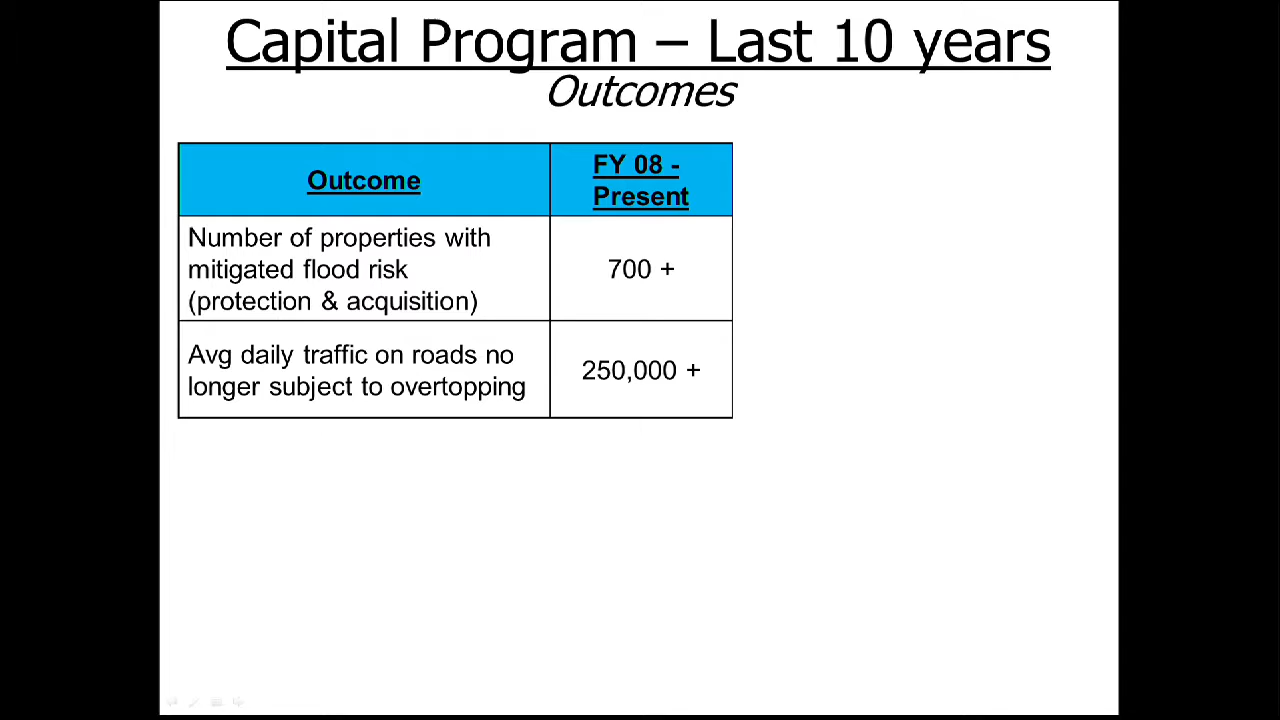 Capital Program – Last 10 years
Outcomes
Outcome
FY 08 -
Present
Number of properties with
mitigated flood risk
(protection & acquisition)
700 +
Avg daily traffic on roads no
longer subject to overtopping
250,000 +